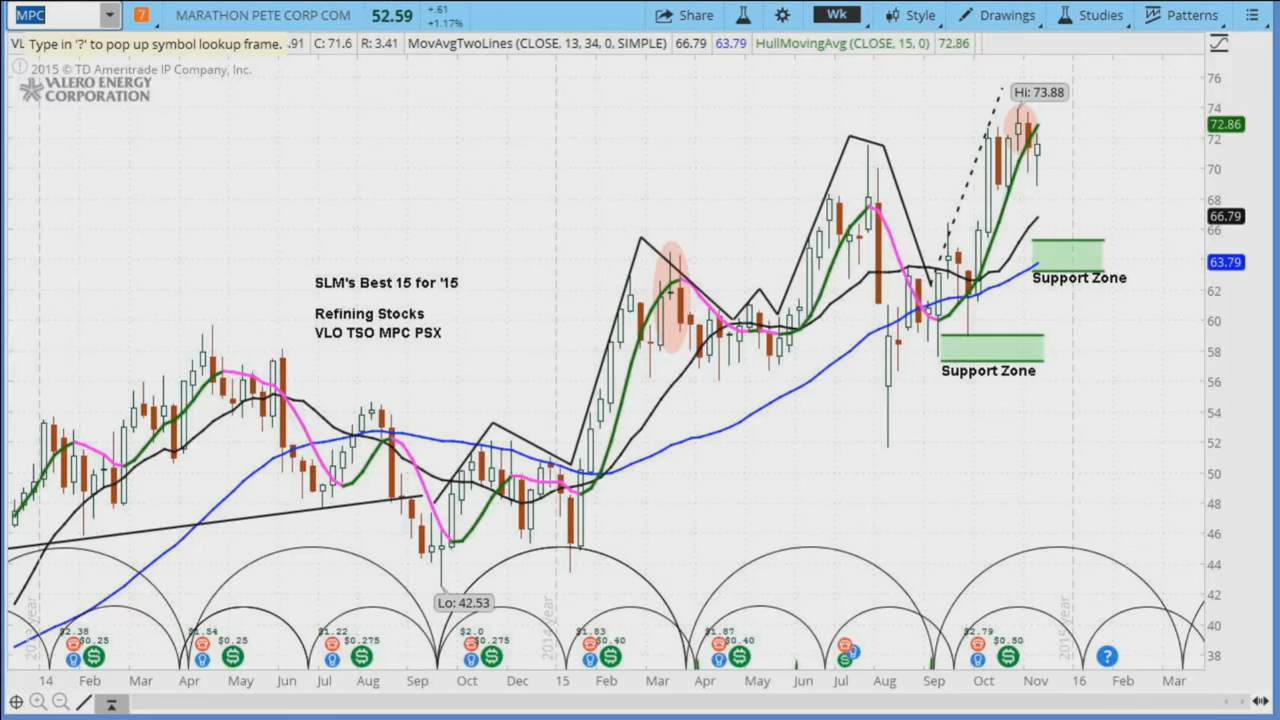 MPC
7
MARATHON PETE CORP COM
52.59
+.61
+1.17%
Share
Wk
Style
Drawings
Studies
Patterns
VL
Type in '?' to pop up symbol lookup frame.
.91
C: 71.6
R: 3.41
MovAvgTwoLines (CLOSE, 13, 34, 0, SIMPLE)
66.79
63.79
HullMovingAvg (CLOSE, 15, 0)
72.86
2015 © TD Ameritrade IP Company, Inc.
VALERO ENERGY
CORPORATION
Hi: 73.88
76
74
72.86
72
70
68
66.79
66
63.79
62
60
58
56
54
52
50
48
46
44
42
40
38
SLM's Best 15 for '15
Refining Stocks
VLO TSO MPC PSX
Support Zone
Support Zone
Lo: 42.53
2014 year
2015 year
$2.38
$0.25
$1.54
$0.25
$1.22
$0.275
$2.0
$0.275
$1.83
$0.40
$1.87
$0.40
$2.79
$0.50
$
$
$
$
$
$
$
$
?
14
Feb
Mar
Apr
May
Jun
Jul
Aug
Sep
Oct
Dec
15
Feb
Mar
Apr
Jun
Jul
Aug
Sep
Oct
Nov
16
Feb
Mar